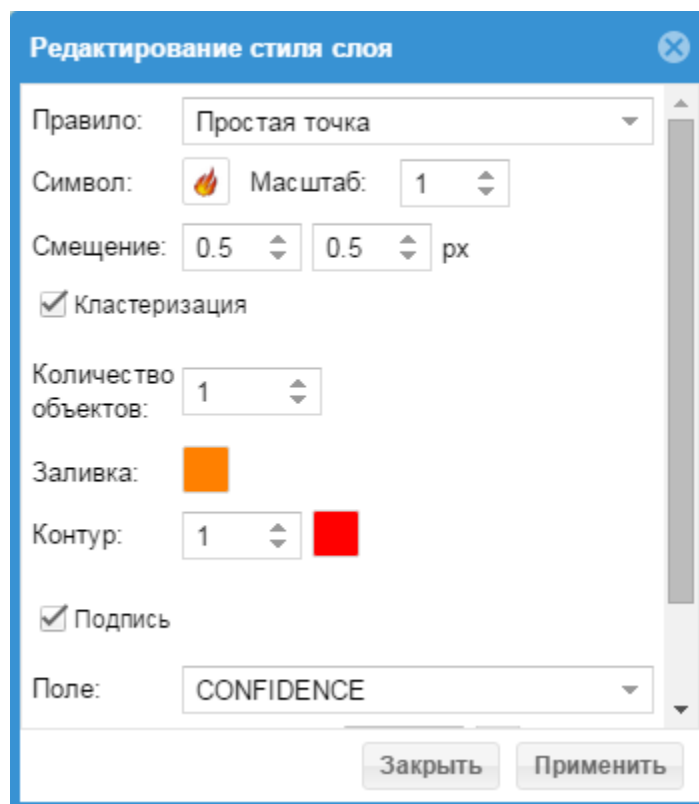 Редактирование стиля слоя
Правило: Простая точка
Символ: Масштаб: 1
Смещение: 0.5 0.5 px
Кластеризация
Количество
объектов: 1
Заливка:
Контур: 1
Подпись
Поле: CONFIDENCE
Закрыть Применить